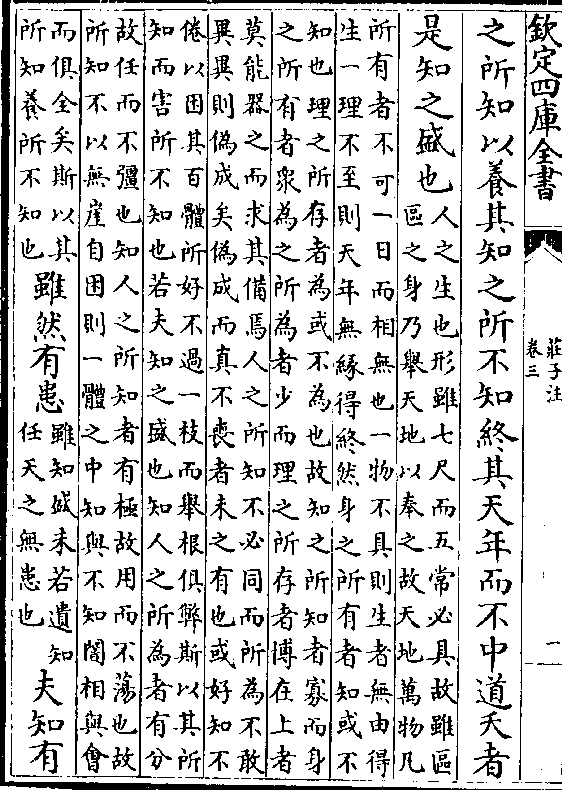 欽定四庫全書
莊子注
卷三
一
之所知以養其知之所不知終其天年而不中道夭者
是知之盛也人之生也形雖七尺而五常必具故雖區
區之身乃舉天地以奉之故天地萬物凡
所有者不可一日而相無也一物不具則生者無由得
生一理不至則天年無緣得終然身之所有者知或不
知也理之所存者為或不為也故知之所知者寡而身
之所有者衆為之所為者少而理之所存者博在上者
莫能器之而求其備焉人之所知不必同而所為不敢
異異則偽成矣偽成而真不喪者未之有也或好知不
倦以困其百體所好不過一枝而舉根俱弊斯以其所
知而害所不知也若夫知之盛也知人之所為者有分
故任而不彊也知人之所知者有極故用而不蕩也故
所知不以無崖自困則一體之中知與不知闇相與會
而俱全矣斯以其
所知養所不知也雖然有患雖知盛未若遺知
任天之無患也夫知有